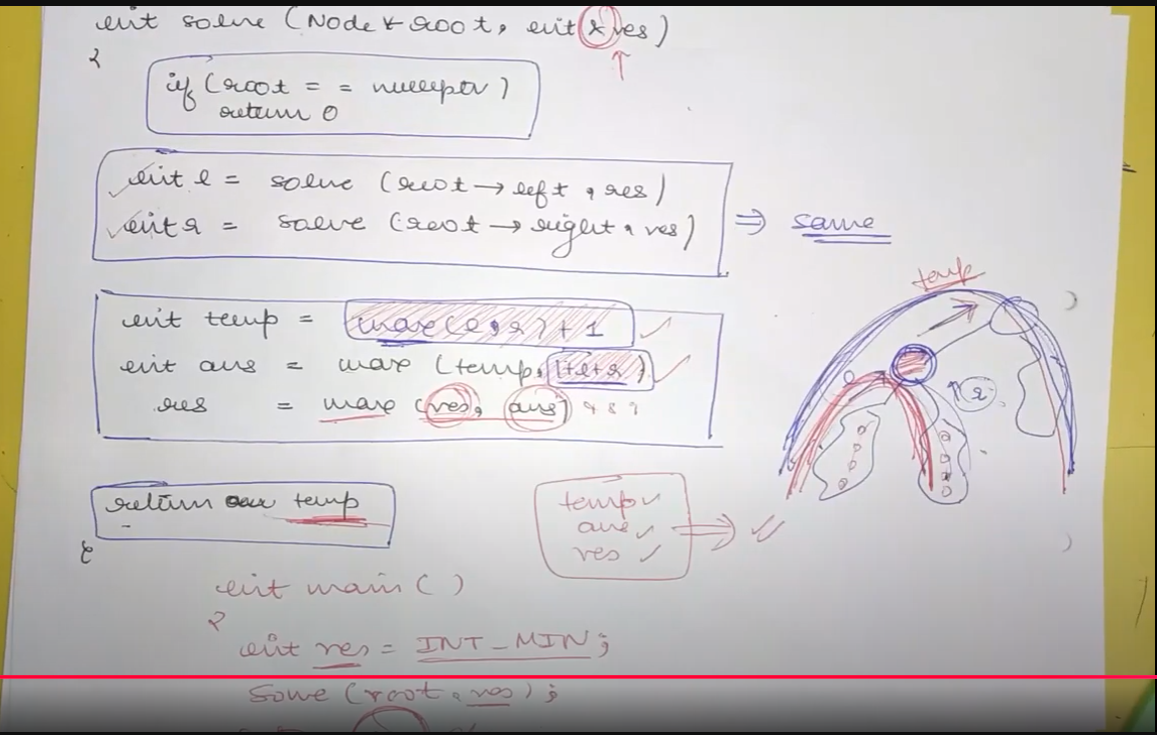 int solve (Node* root, int &res)
{
if (root == nullptr)
return 0
int l = solve (root → left, res)
int r = solve (root → right, res)
⇒ same
int temp = max(l, r) + 1
int ans = max (temp, 1+l+r)
res = max (res, ans)
return temp
}
temp
l
r
temp ✓
ans ✓
res ✓
int main ()
{
int res = INT_MIN;
solve (root, res);